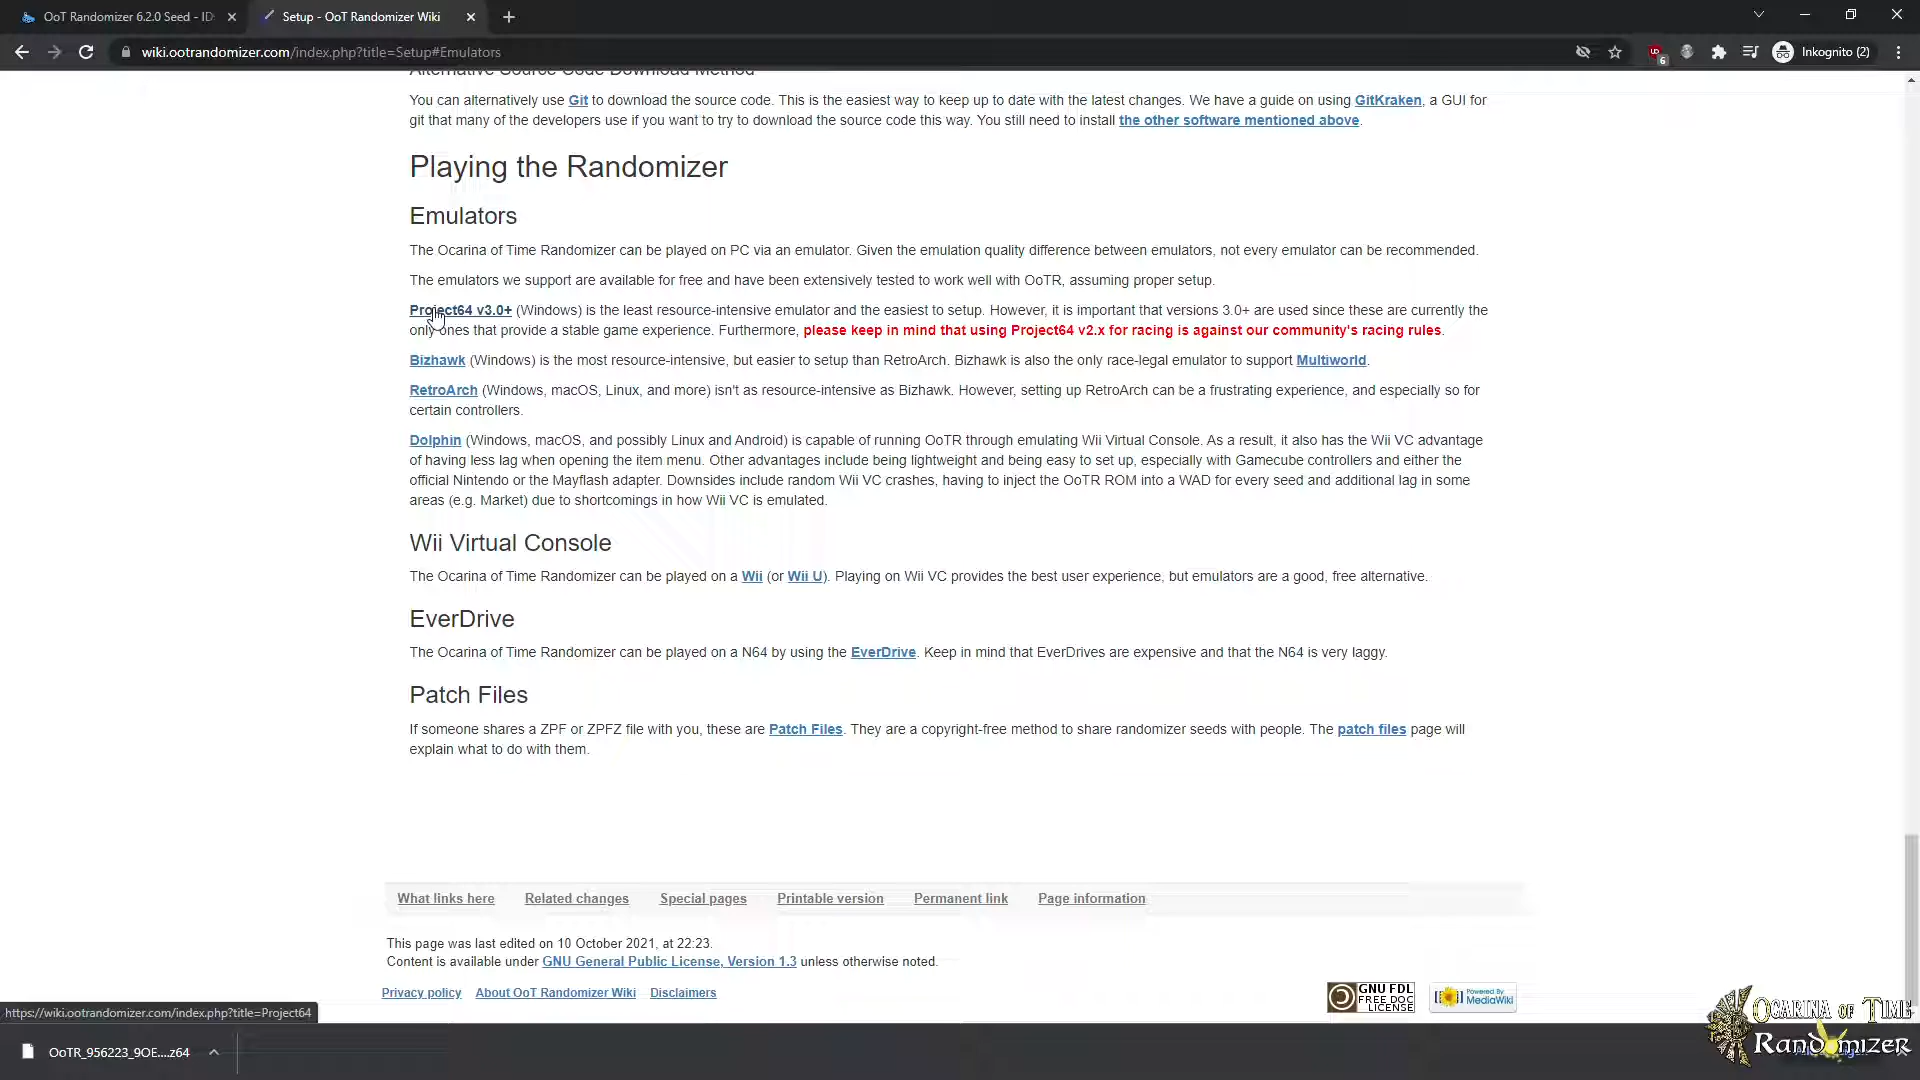 OoT Randomizer 6.2.0 Seed - ID
Setup - OoT Randomizer Wiki
wiki.ootrandomizer.com/index.php?title=Setup#Emulators
6
Inkognito (2)
Alternative Source Code Download Method
You can alternatively use Git to download the source code. This is the easiest way to keep up to date with the latest changes. We have a guide on using GitKraken, a GUI for
git that many of the developers use if you want to try to download the source code this way. You still need to install the other software mentioned above.
Playing the Randomizer
Emulators
The Ocarina of Time Randomizer can be played on PC via an emulator. Given the emulation quality difference between emulators, not every emulator can be recommended.
The emulators we support are available for free and have been extensively tested to work well with OoTR, assuming proper setup.
Project64 v3.0+ (Windows) is the least resource-intensive emulator and the easiest to setup. However, it is important that versions 3.0+ are used since these are currently the
only ones that provide a stable game experience. Furthermore, please keep in mind that using Project64 v2.x for racing is against our community's racing rules.
Bizhawk (Windows) is the most resource-intensive, but easier to setup than RetroArch. Bizhawk is also the only race-legal emulator to support Multiworld.
RetroArch (Windows, macOS, Linux, and more) isn't as resource-intensive as Bizhawk. However, setting up RetroArch can be a frustrating experience, and especially so for
certain controllers.
Dolphin (Windows, macOS, and possibly Linux and Android) is capable of running OoTR through emulating Wii Virtual Console. As a result, it also has the Wii VC advantage
of having less lag when opening the item menu. Other advantages include being lightweight and being easy to set up, especially with Gamecube controllers and either the
official Nintendo or the Mayflash adapter. Downsides include random Wii VC crashes, having to inject the OoTR ROM into a WAD for every seed and additional lag in some
areas (e.g. Market) due to shortcomings in how Wii VC is emulated.
Wii Virtual Console
The Ocarina of Time Randomizer can be played on a Wii (or Wii U). Playing on Wii VC provides the best user experience, but emulators are a good, free alternative.
EverDrive
The Ocarina of Time Randomizer can be played on a N64 by using the EverDrive. Keep in mind that EverDrives are expensive and that the N64 is very laggy.
Patch Files
If someone shares a ZPF or ZPFZ file with you, these are Patch Files. They are a copyright-free method to share randomizer seeds with people. The patch files page will
explain what to do with them.
What links here Related changes Special pages Printable version Permanent link Page information
This page was last edited on 10 October 2021, at 22:23.
Content is available under GNU General Public License, Version 1.3 unless otherwise noted.
Privacy policy About OoT Randomizer Wiki Disclaimers
GNU FDL
FREE DOC
LICENSE
Powered By
MediaWiki
https://wiki.ootrandomizer.com/index.php?title=Project64
OoTR_956223_9OE....z64
Ocarina of Time
Randomizer